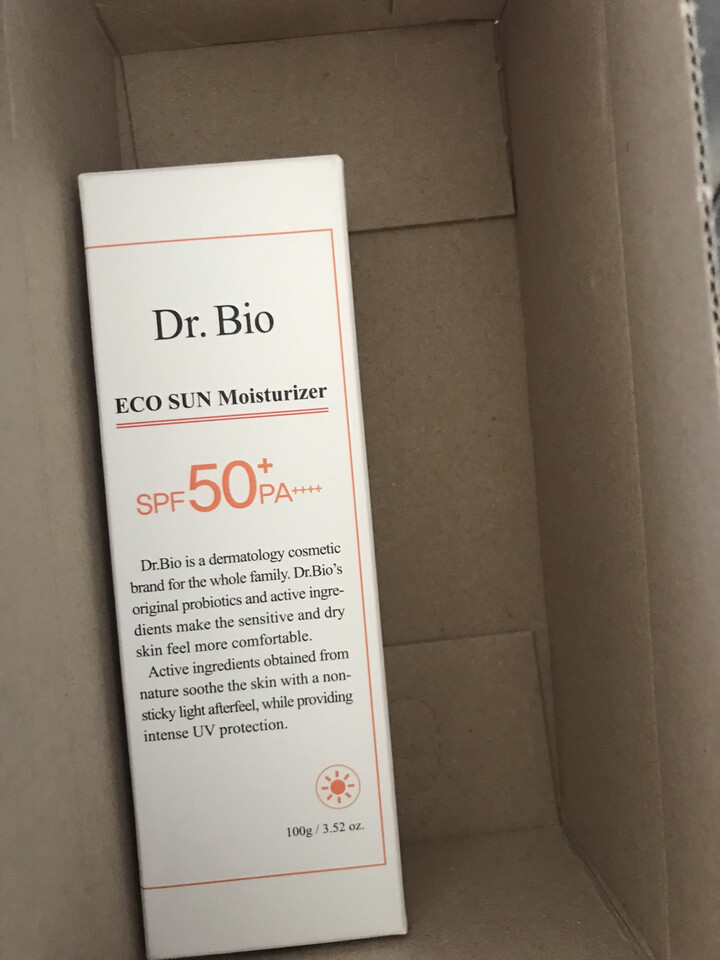 Dr. Bio
ECO SUN Moisturizer
SPF 50+ PA++++
Dr.Bio is a dermatology cosmetic
brand for the whole family. Dr.Bio's
original probiotics and active ingre-
dients make the sensitive and dry
skin feel more comfortable.
Active ingredients obtained from
nature soothe the skin with a non-
sticky light afterfeel, while providing
intense UV protection.
100g / 3.52 oz.